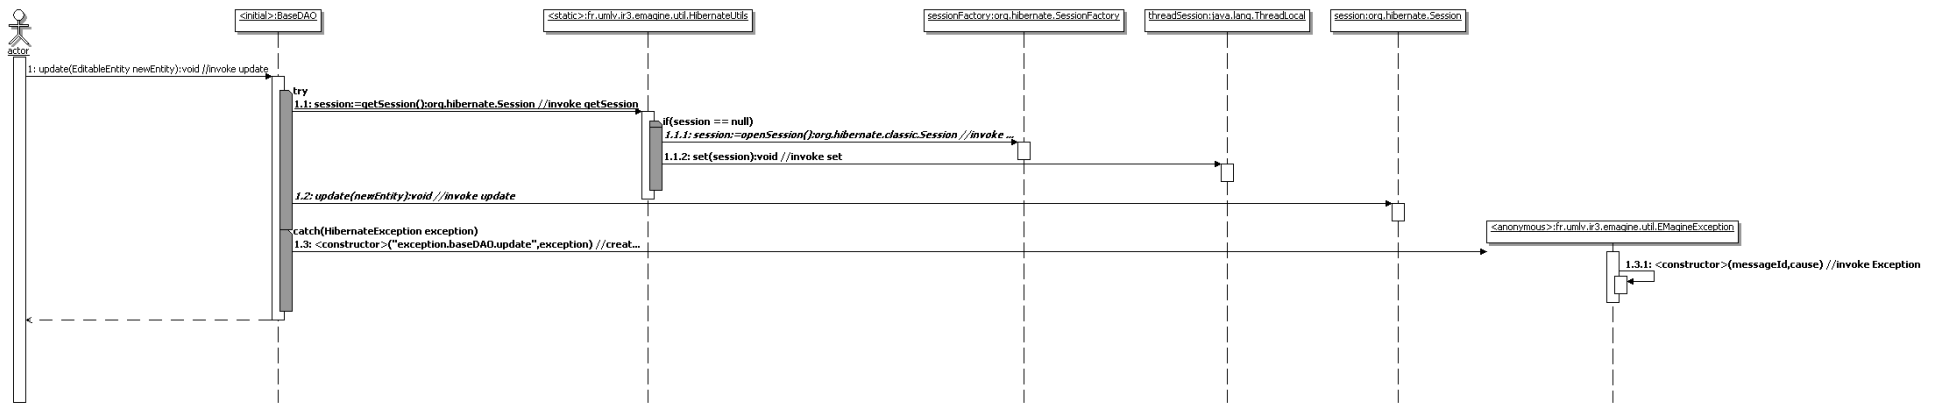 <initial>:BaseDAO
<static>:fr.umlv.ir3.emagine.util.HibernateUtils
sessionFactory:org.hibernate.SessionFactory
threadSession:java.lang.ThreadLocal
session:org.hibernate.Session
actor
1: update(EditableEntity newEntity):void //invoke update
try
1.1: session:=getSession():org.hibernate.Session //invoke getSession
if(session == null)
1.1.1: session:=openSession():org.hibernate.classic.Session //invoke ...
1.1.2: set(session):void //invoke set
1.2: update(newEntity):void //invoke update
catch(HibernateException exception)
<anonymous>:fr.umlv.ir3.emagine.util.EMagineException
1.3: <constructor>("exception.baseDAO.update",exception) //creat...
1.3.1: <constructor>(messageId,cause) //invoke Exception